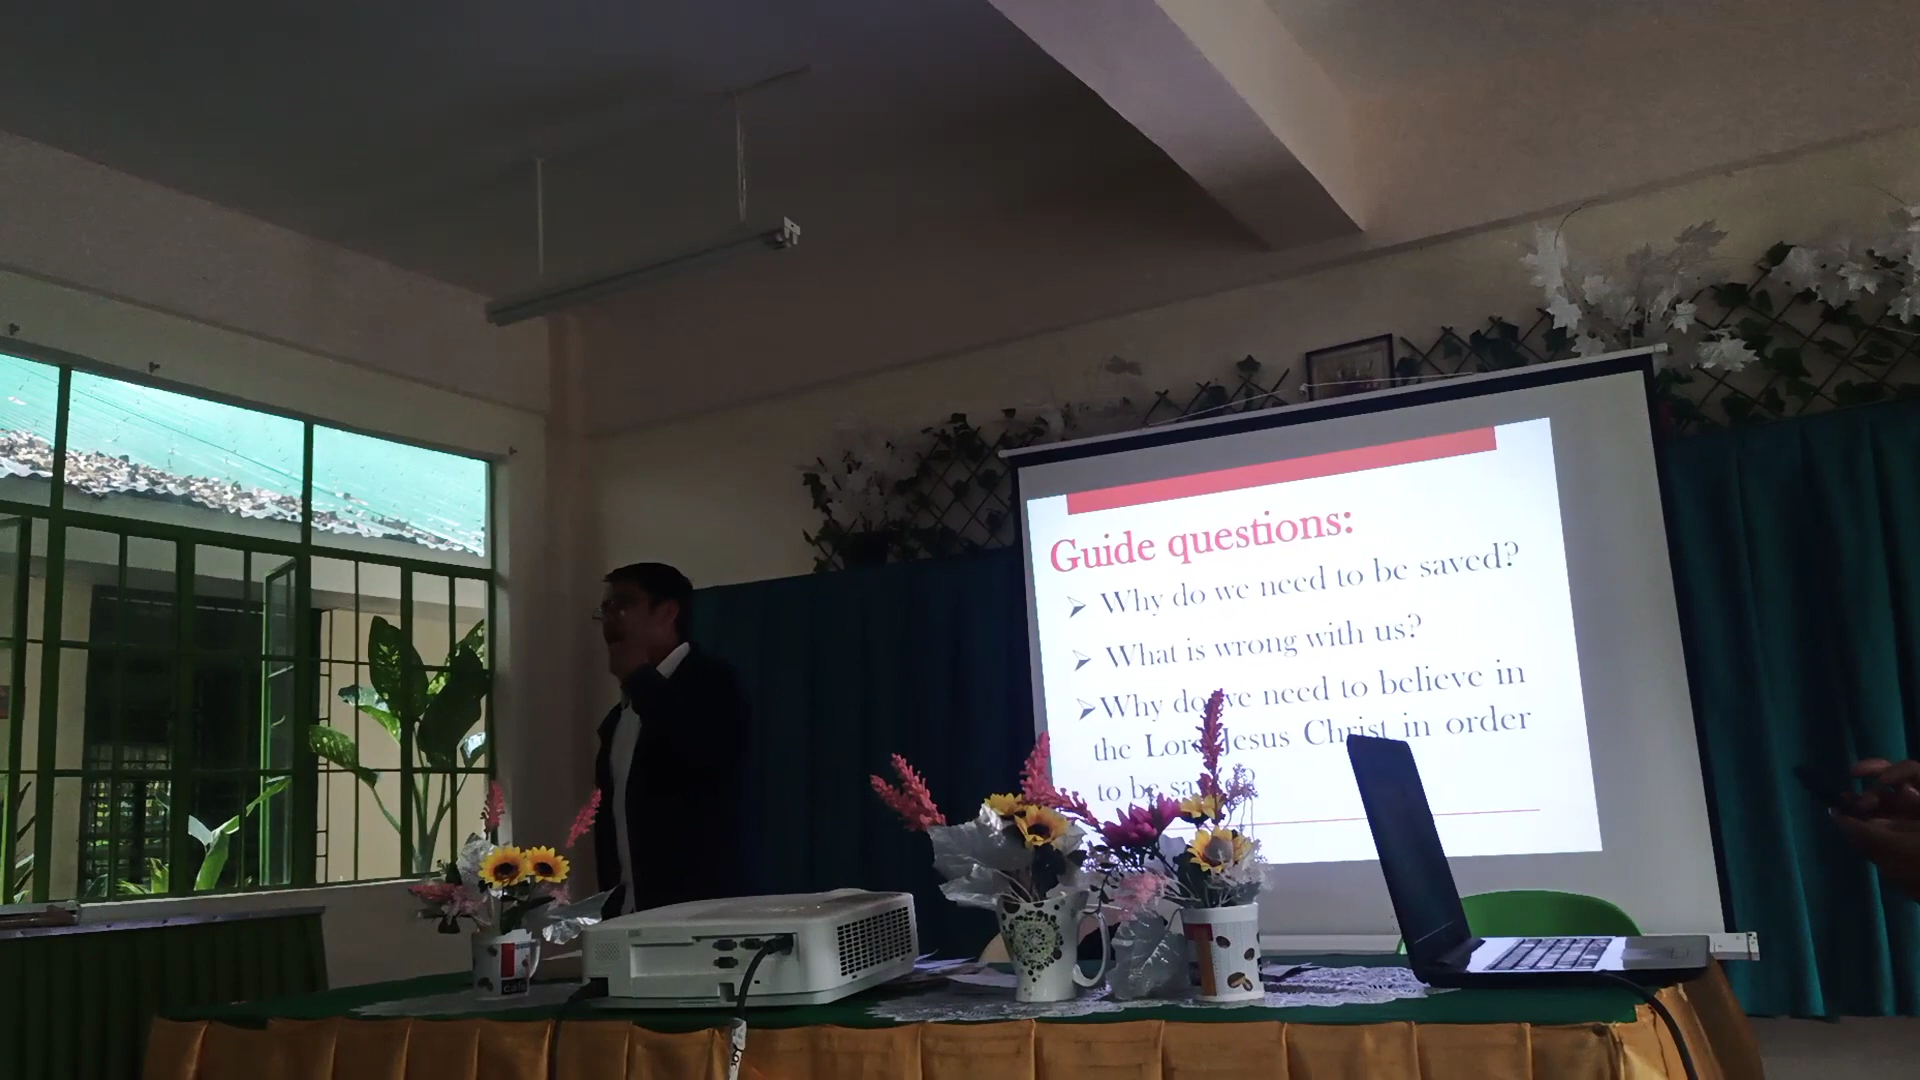 Guide questions:
➢ Why do we need to be saved?
➢ What is wrong with us?
➢ Why do we need to believe in
the Lord Jesus Christ in order
to be saved?